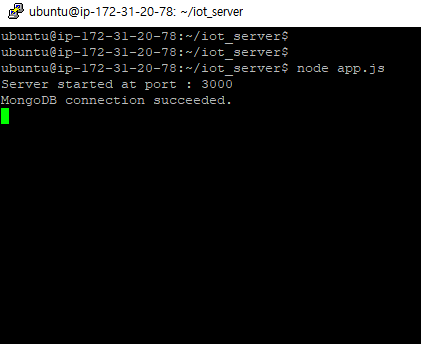 ubuntu@ip-172-31-20-78: ~/iot_server
ubuntu@ip-172-31-20-78:~/iot_server$
ubuntu@ip-172-31-20-78:~/iot_server$
ubuntu@ip-172-31-20-78:~/iot_server$ node app.js
Server started at port : 3000
MongoDB connection succeeded.